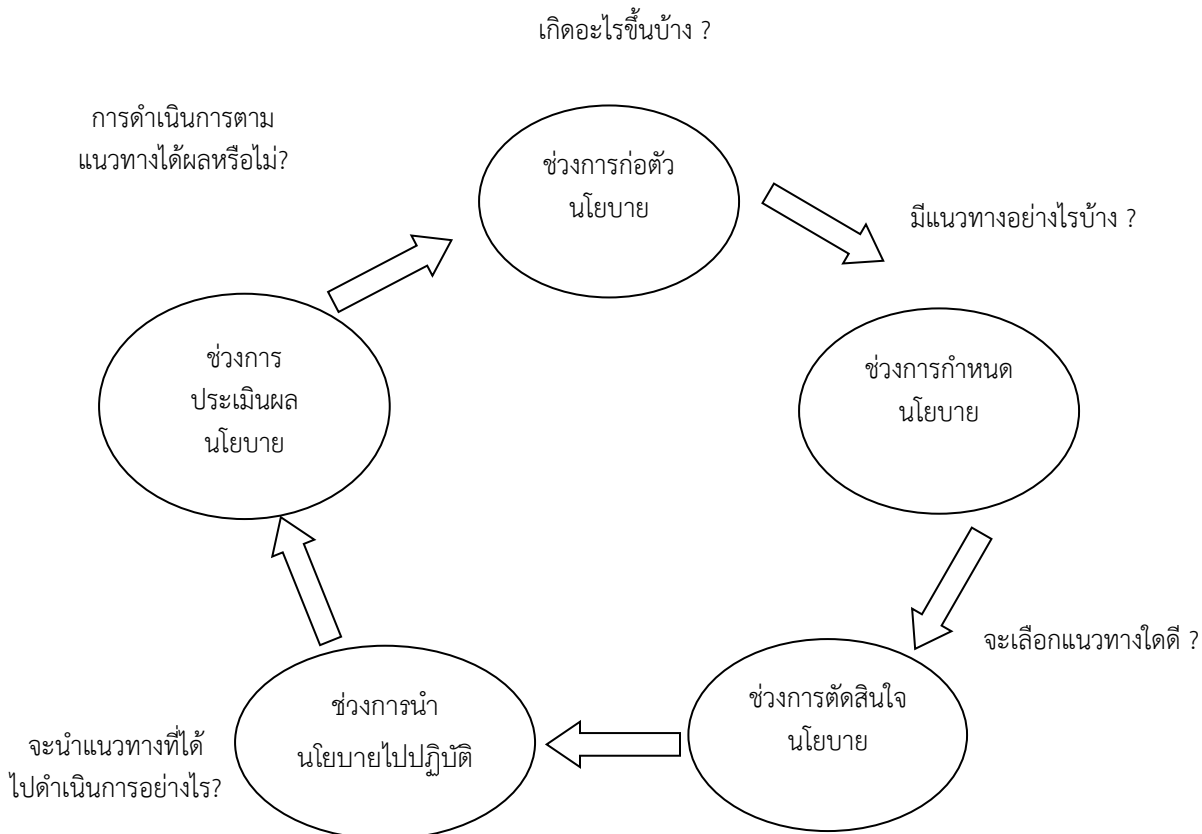 เกิดอะไรขึ้นบ้าง ?
การดำเนินการตาม
แนวทางได้ผลหรือไม่?
ช่วงการก่อตัว
นโยบาย
มีแนวทางอย่างไรบ้าง ?
ช่วงการ
ประเมินผล
นโยบาย
ช่วงการกำหนด
นโยบาย
จะเลือกแนวทางใดดี ?
ช่วงการนำ
นโยบายไปปฏิบัติ
ช่วงการตัดสินใจ
นโยบาย
จะนำแนวทางที่ได้
ไปดำเนินการอย่างไร?